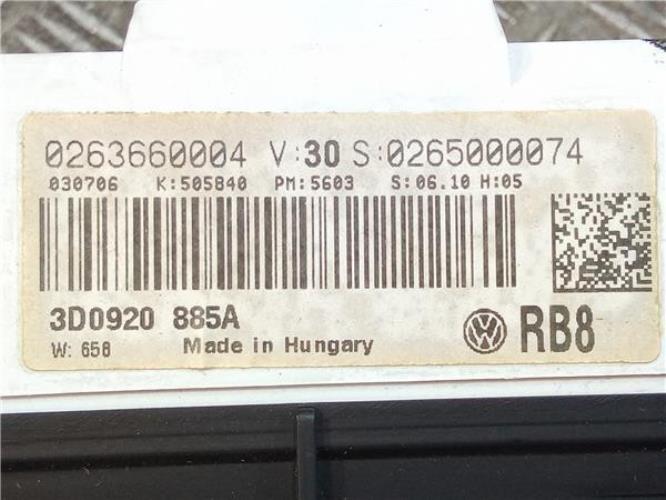 0263660004 V:30 S:0265000074
030706 K:505840 PM:5603 S:06.10 H:05
3D0920 885A RB8
W: 658 Made in Hungary